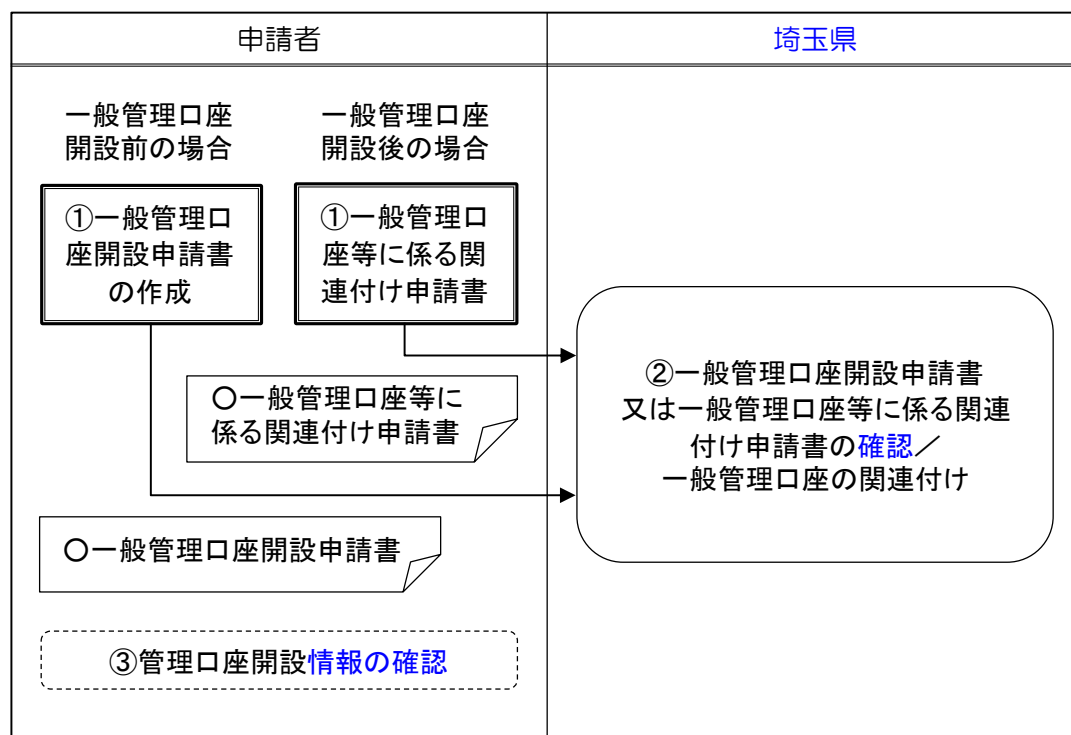 申請者
埼玉県
一般管理口座
開設前の場合
一般管理口座
開設後の場合
①一般管理口
座開設申請書
の作成
①一般管理口
座等に係る関
連付け申請書
〇一般管理口座等に
係る関連付け申請書
〇一般管理口座開設申請書
③管理口座開設情報の確認
②一般管理口座開設申請書
又は一般管理口座等に係る関連
付け申請書の確認／
一般管理口座の関連付け